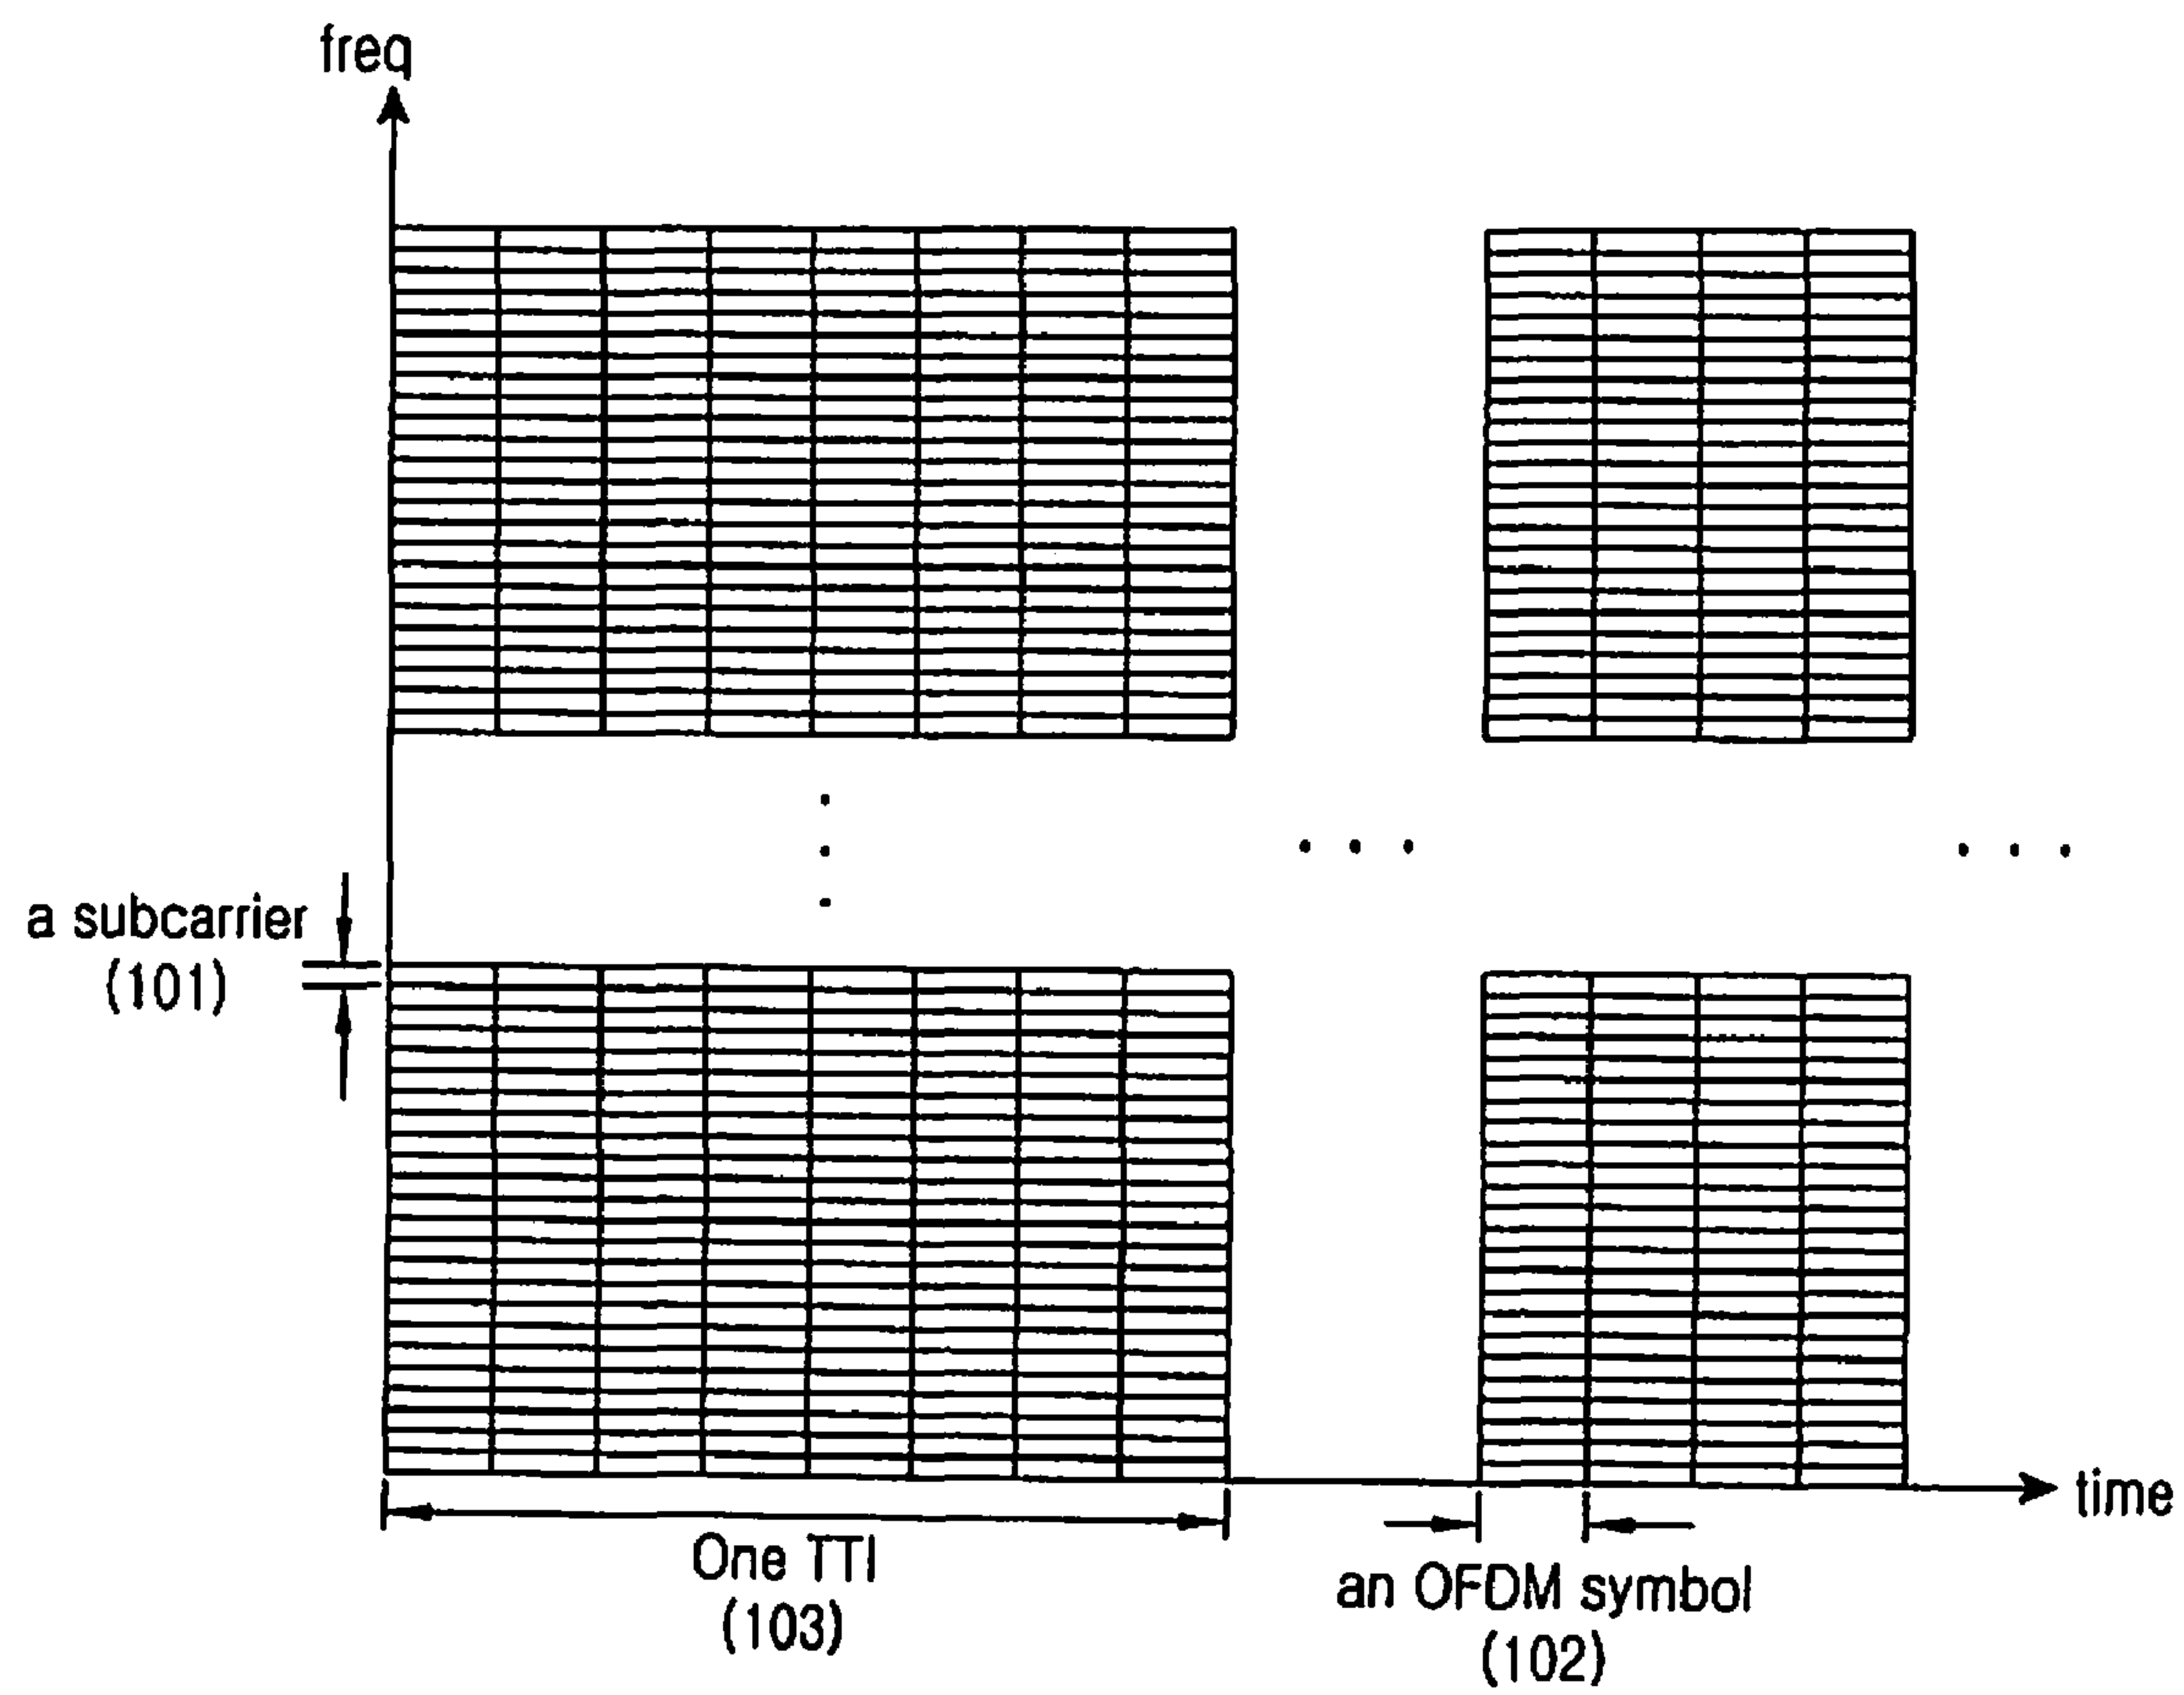 freq
a subcarrier
(101)
time
One TTI
(103)
an OFDM symbol
(102)